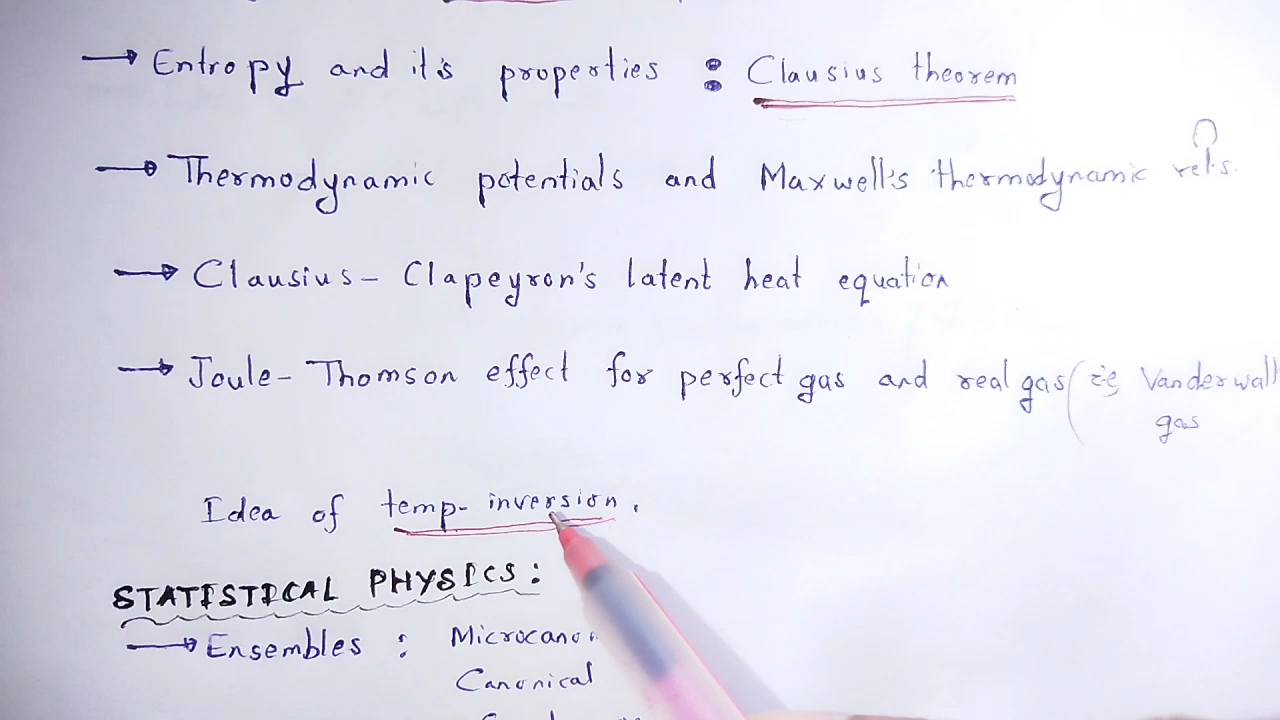 → Entropy and it's properties : Clausius theorem
→ Thermodynamic potentials and Maxwell's thermodynamic rel's.
→ Clausius - Clapeyron's latent heat equation
→ Joule - Thomson effect for perfect gas and real gas (i.e Vanderwall
gas
Idea of temp- inversion.
STATISTICAL PHYSICS:
→ Ensembles : Microcanon
Canonical